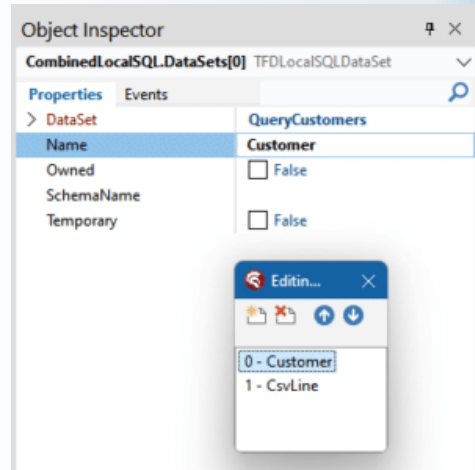 Object Inspector
CombinedLocalSQL.DataSets[0] TFDLocalSQLDataSet
Properties Events
DataSet QueryCustomers
Name Customer
Owned False
SchemaName
Temporary False
Editin...
0 - Customer
1 - CsvLine